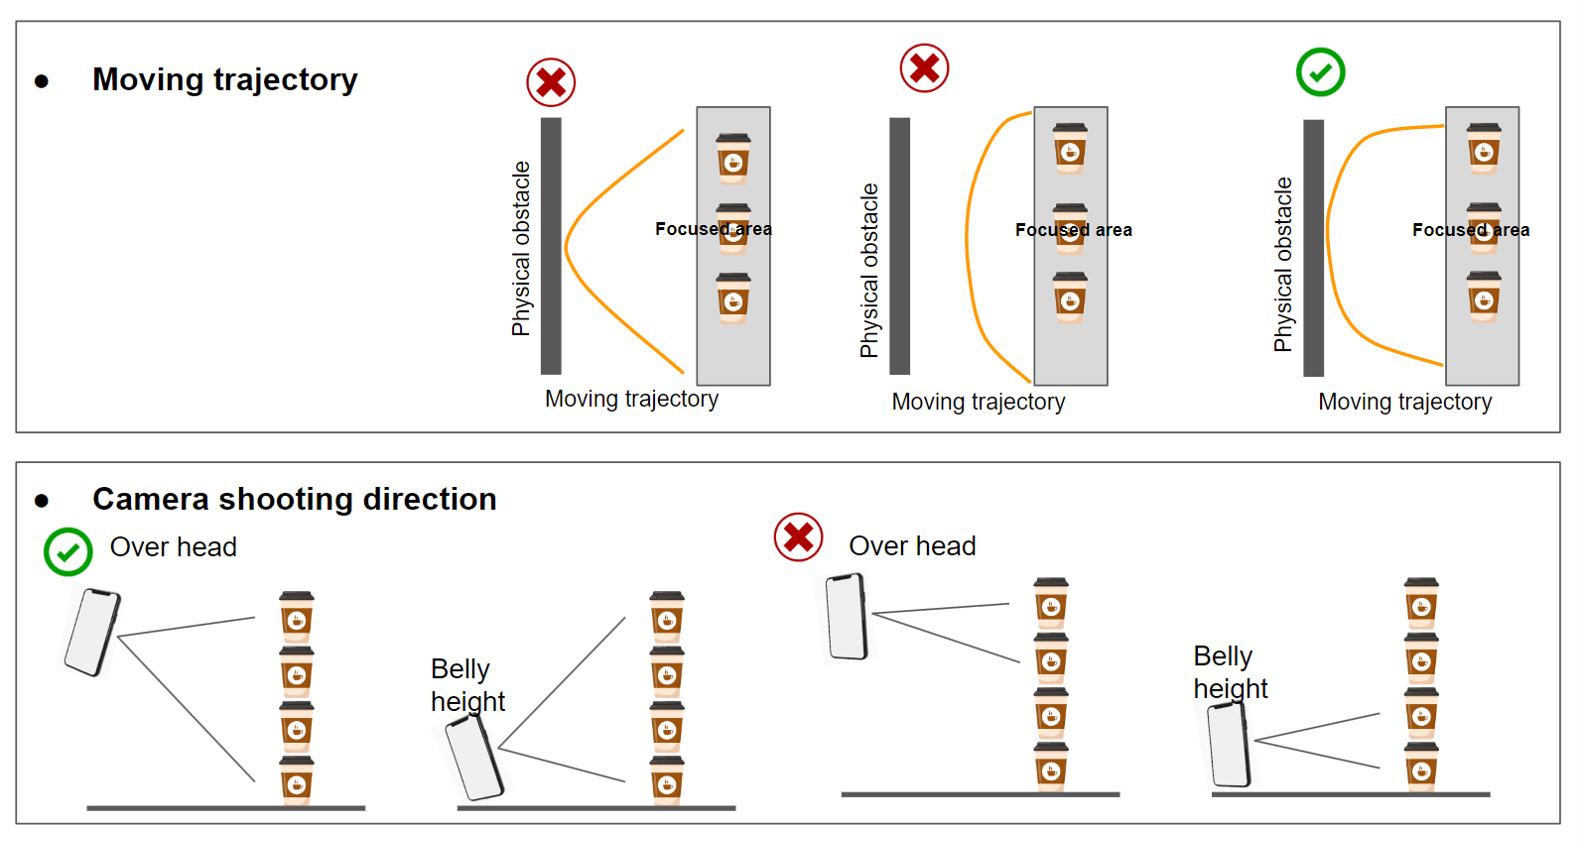 ● Moving trajectory
Physical obstacle
Focused area
Moving trajectory
Physical obstacle
Focused area
Moving trajectory
Physical obstacle
Focused area
Moving trajectory
● Camera shooting direction
Over head
Belly
height
Over head
Belly
height